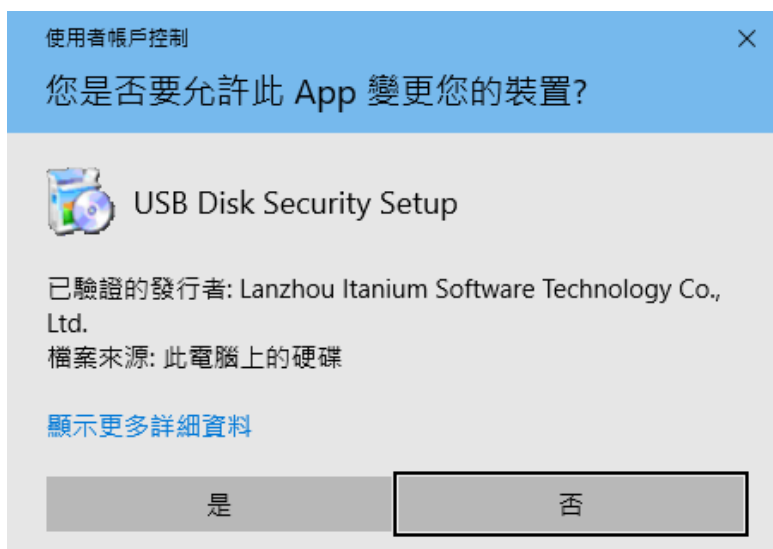 使用者帳戶控制
您是否要允許此 App 變更您的裝置?
USB Disk Security Setup
已驗證的發行者: Lanzhou Itanium Software Technology Co.,
Ltd.
檔案來源: 此電腦上的硬碟
顯示更多詳細資料
是
否